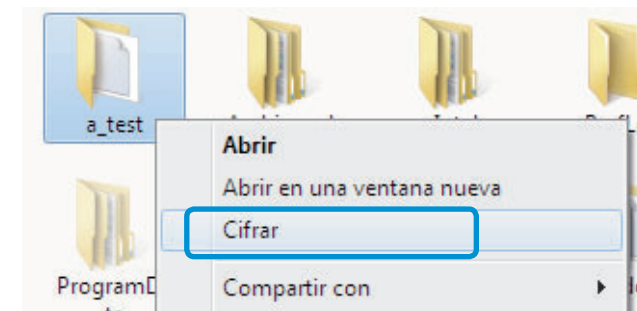 a_test
Abrir
Abrir en una ventana nueva
Cifrar
ProgramD
Compartir con